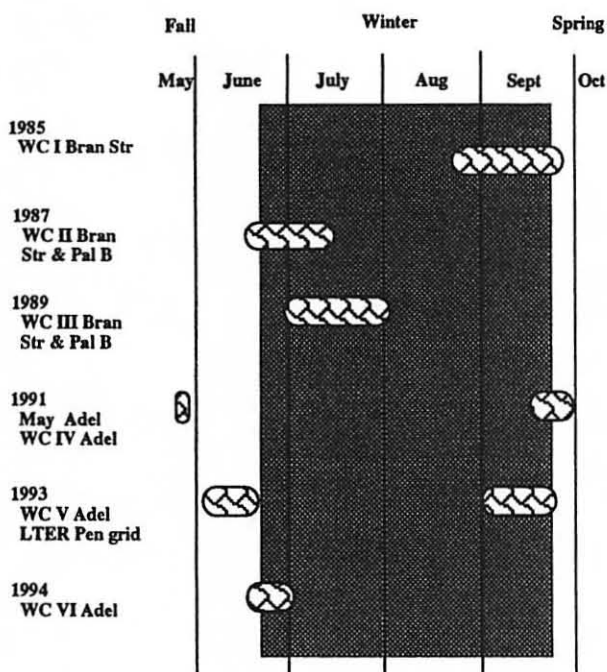 Fall Winter Spring
May June July Aug Sept Oct
1985
WC I Bran Str
1987
WC II Bran
Str & Pal B
1989
WC III Bran
Str & Pal B
1991
May Adel
WC IV Adel
1993
WC V Adel
LTER Pen grid
1994
WC VI Adel